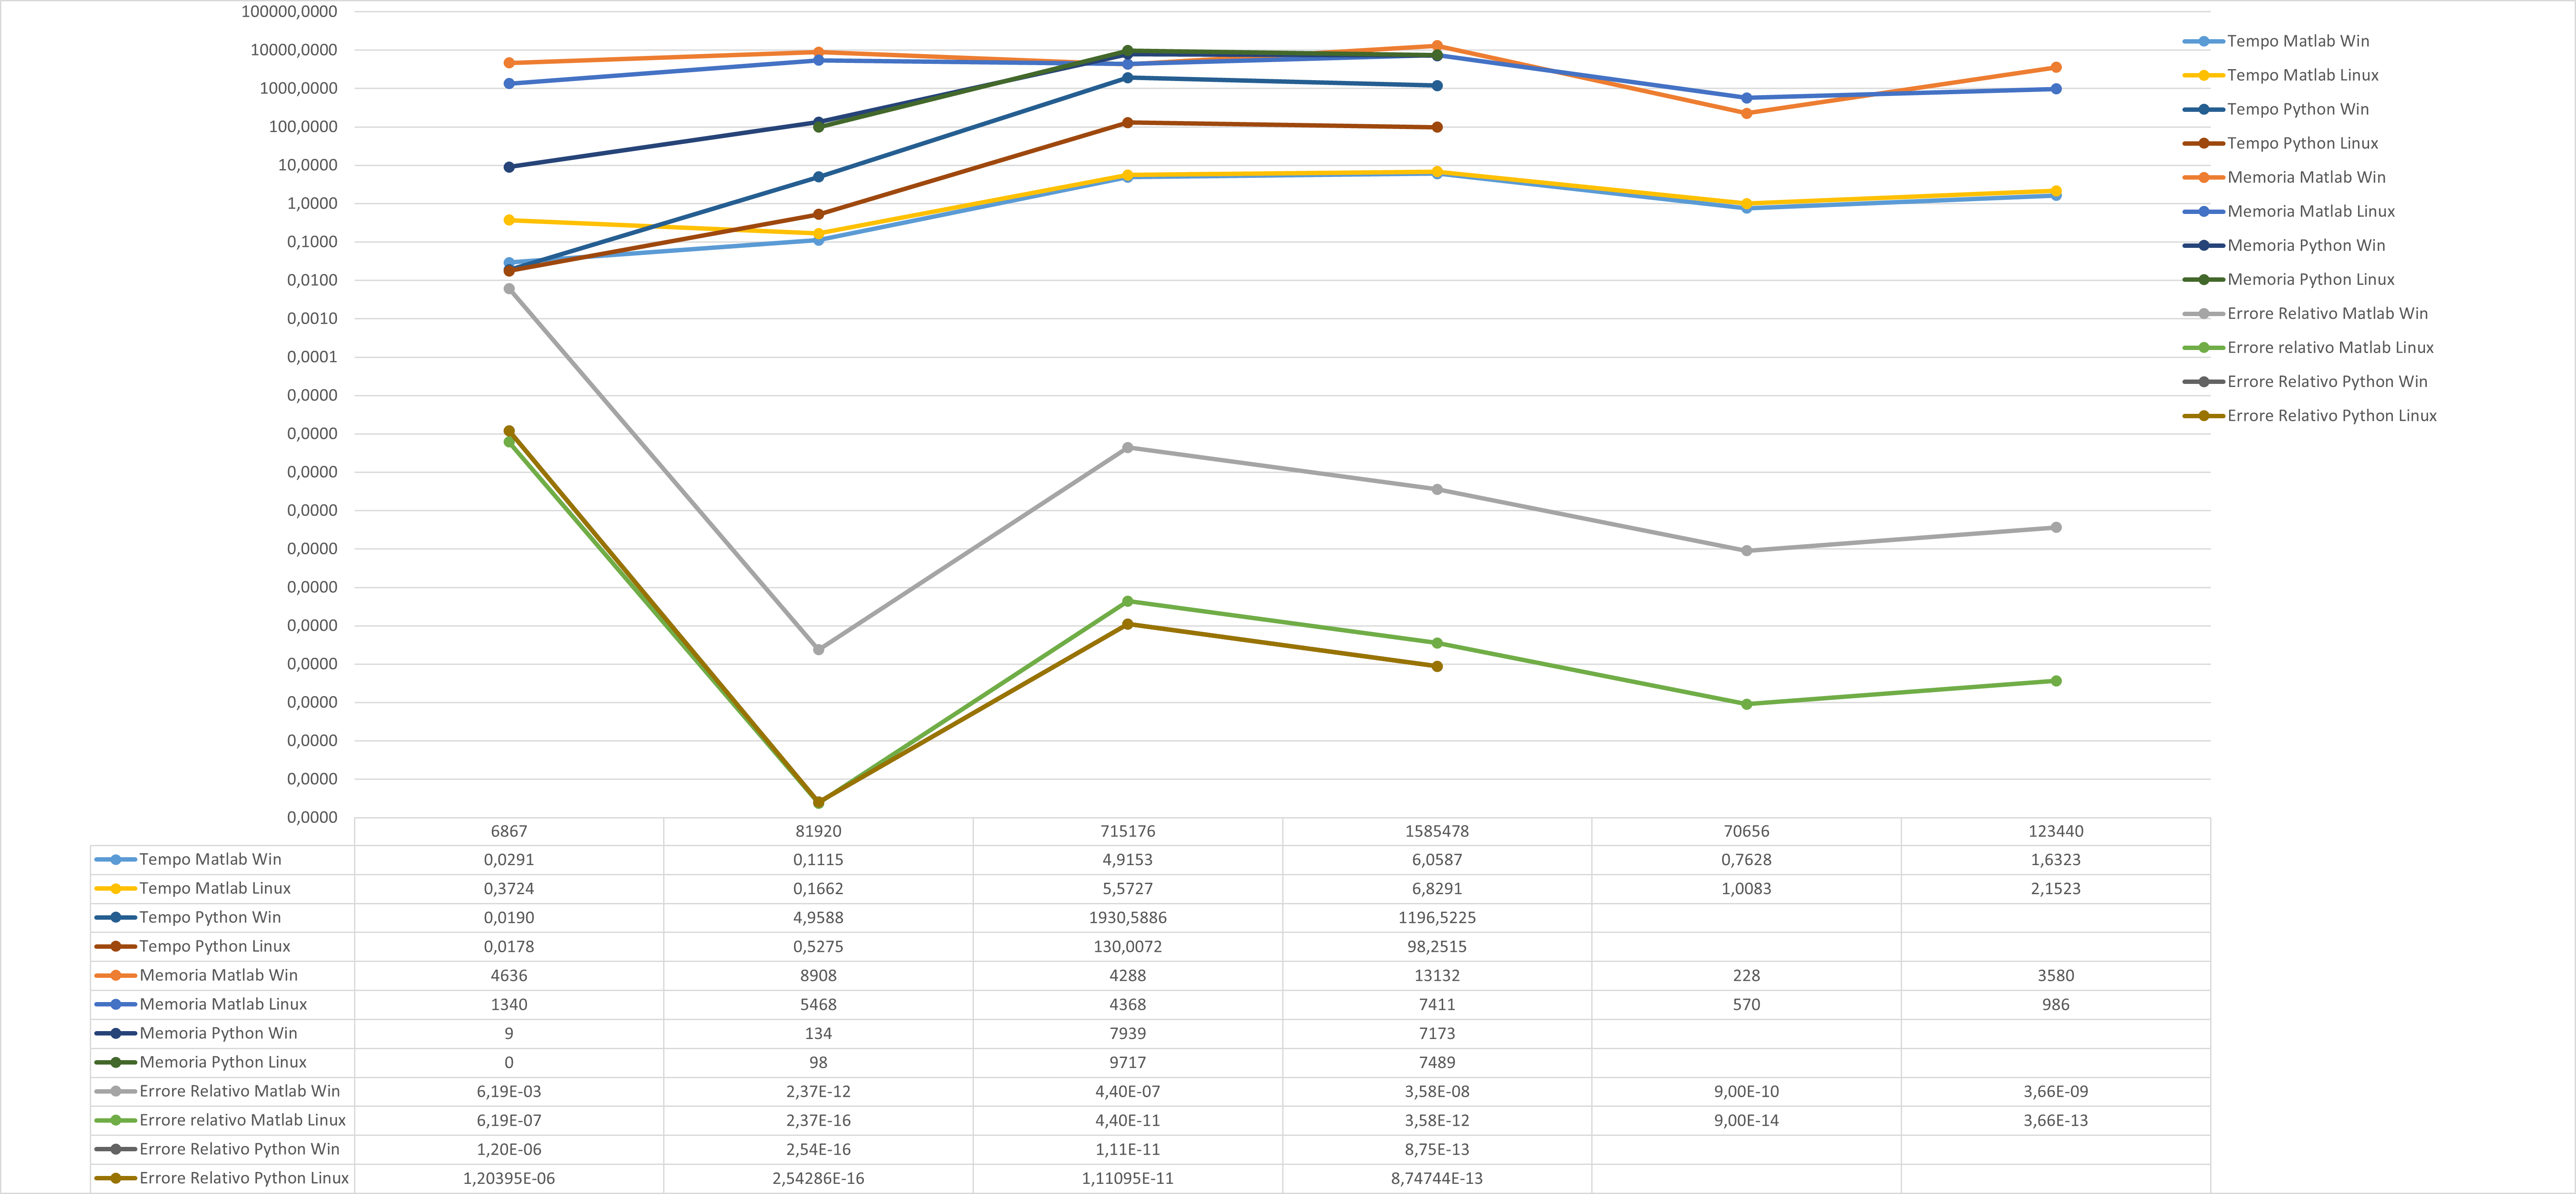 100000,0000
10000,0000
1000,0000
100,0000
10,0000
1,0000
0,1000
0,0100
0,0010
0,0001
0,0000
0,0000
0,0000
0,0000
0,0000
0,0000
0,0000
0,0000
0,0000
0,0000
0,0000
0,0000
Tempo Matlab Win
Tempo Matlab Linux
Tempo Python Win
Tempo Python Linux
Memoria Matlab Win
Memoria Matlab Linux
Memoria Python Win
Memoria Python Linux
Errore Relativo Matlab Win
Errore relativo Matlab Linux
Errore Relativo Python Win
Errore Relativo Python Linux
6867 81920 715176 1585478 70656 123440
Tempo Matlab Win 0,0291 0,1115 4,9153 6,0587 0,7628 1,6323
Tempo Matlab Linux 0,3724 0,1662 5,5727 6,8291 1,0083 2,1523
Tempo Python Win 0,0190 4,9588 1930,5886 1196,5225
Tempo Python Linux 0,0178 0,5275 130,0072 98,2515
Memoria Matlab Win 4636 8908 4288 13132 228 3580
Memoria Matlab Linux 1340 5468 4368 7411 570 986
Memoria Python Win 9 134 7939 7173
Memoria Python Linux 0 98 9717 7489
Errore Relativo Matlab Win 6,19E-03 2,37E-12 4,40E-07 3,58E-08 9,00E-10 3,66E-09
Errore relativo Matlab Linux 6,19E-07 2,37E-16 4,40E-11 3,58E-12 9,00E-14 3,66E-13
Errore Relativo Python Win 1,20E-06 2,54E-16 1,11E-11 8,75E-13
Errore Relativo Python Linux 1,20395E-06 2,54286E-16 1,11095E-11 8,74744E-13